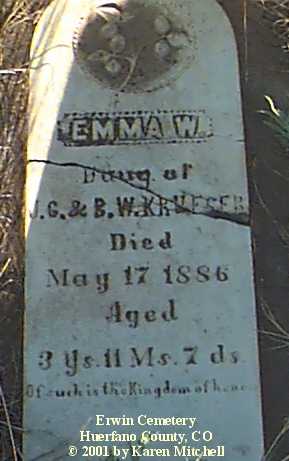 EMMA W.
Daug of
J. G. & B. W. KRUEGER
Died
May 17 1886
Aged
3 Ys. 11 Ms. 7 ds.
Of such is the Kingdom of
Erwin Cemetery
Huerfano County, CO
© 2001 by Karen Mitchell